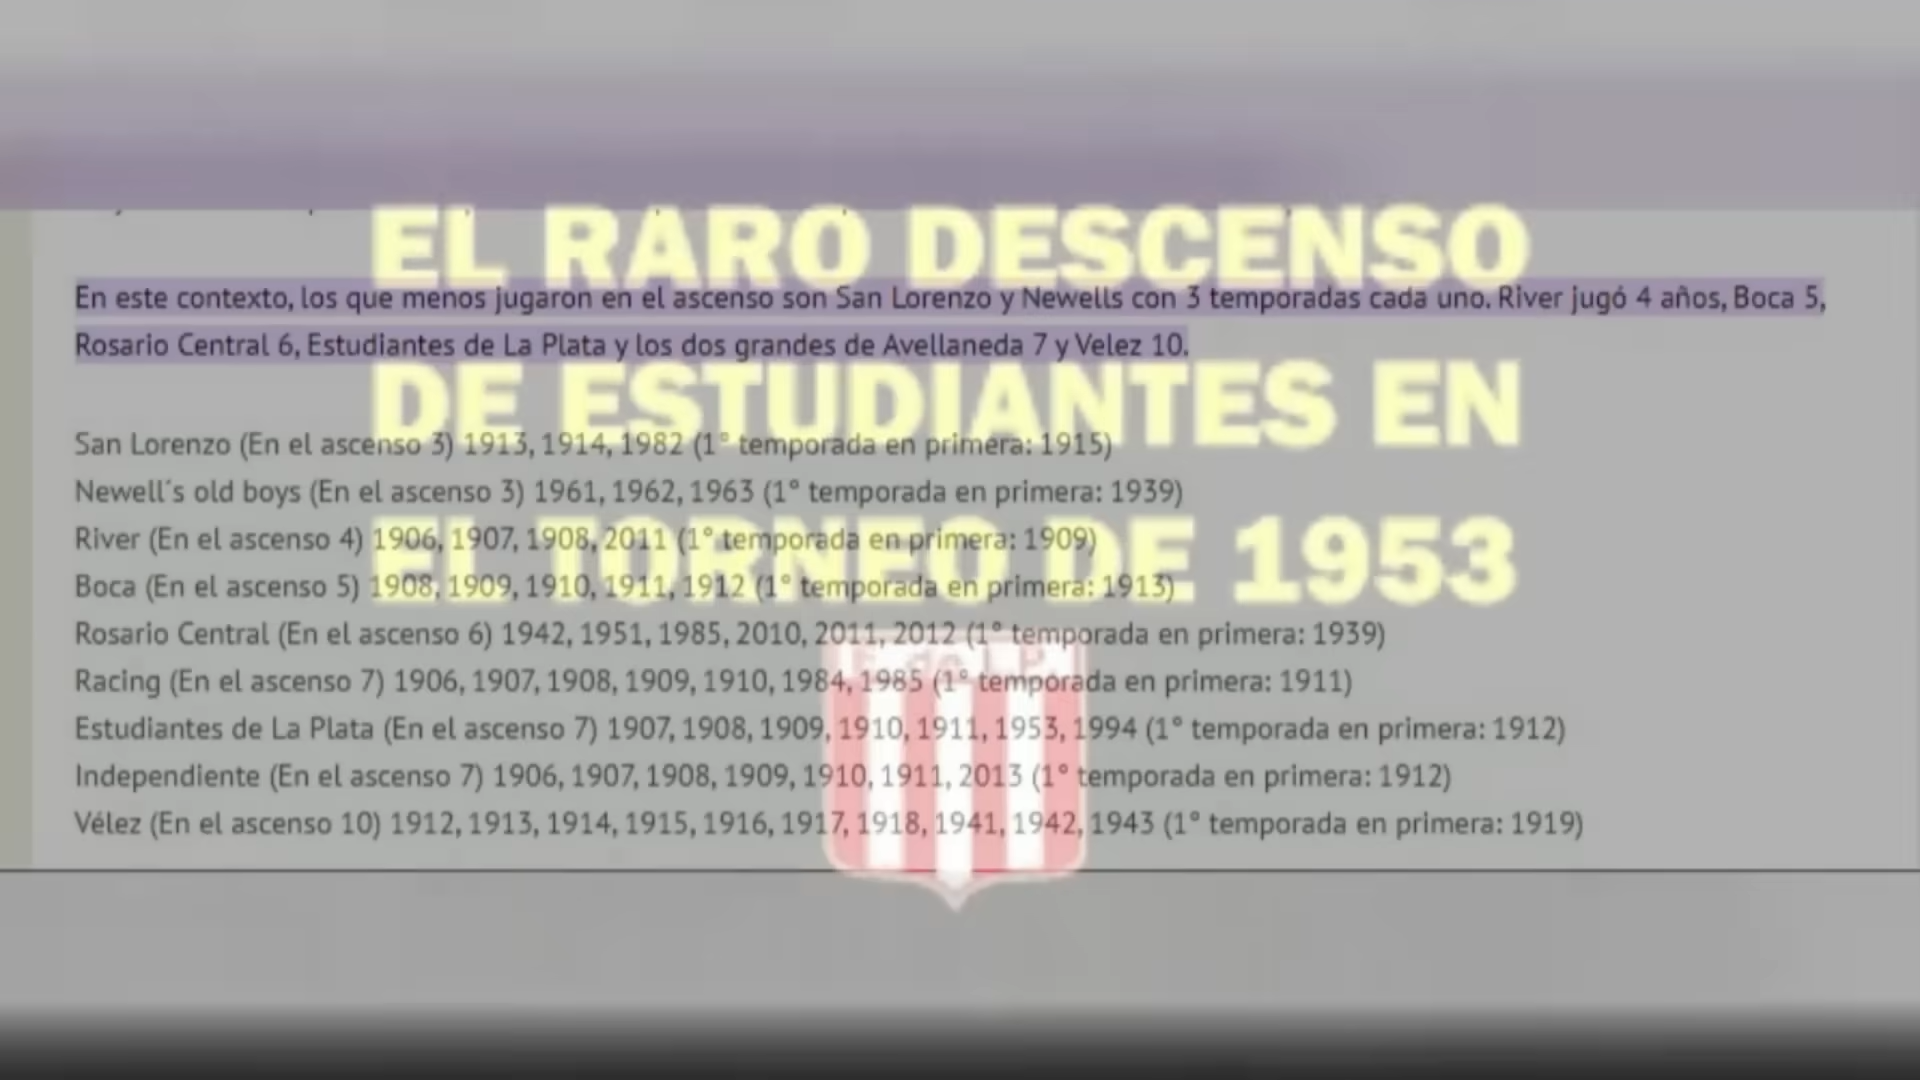 EL RARO DESCENSO
En este contexto, los que menos jugaron en el ascenso son San Lorenzo y Newells con 3 temporadas cada uno. River jugó 4 años, Boca 5,
Rosario Central 6, Estudiantes de La Plata y los dos grandes de Avellaneda 7 y Velez 10.
DE ESTUDIANTES EN
San Lorenzo (En el ascenso 3) 1913, 1914, 1982 (1° temporada en primera: 1915)
Newell´s old boys (En el ascenso 3) 1961, 1962, 1963 (1° temporada en primera: 1939)
EL TORNEO DE 1953
River (En el ascenso 4) 1906, 1907, 1908, 2011 (1° temporada en primera: 1909)
Boca (En el ascenso 5) 1908, 1909, 1910, 1911, 1912 (1° temporada en primera: 1913)
Rosario Central (En el ascenso 6) 1942, 1951, 1985, 2010, 2011, 2012 (1° temporada en primera: 1939)
Racing (En el ascenso 7) 1906, 1907, 1908, 1909, 1910, 1984, 1985 (1° temporada en primera: 1911)
Estudiantes de La Plata (En el ascenso 7) 1907, 1908, 1909, 1910, 1911, 1953, 1994 (1° temporada en primera: 1912)
Independiente (En el ascenso 7) 1906, 1907, 1908, 1909, 1910, 1911, 2013 (1° temporada en primera: 1912)
Vélez (En el ascenso 10) 1912, 1913, 1914, 1915, 1916, 1917, 1918, 1941, 1942, 1943 (1° temporada en primera: 1919)